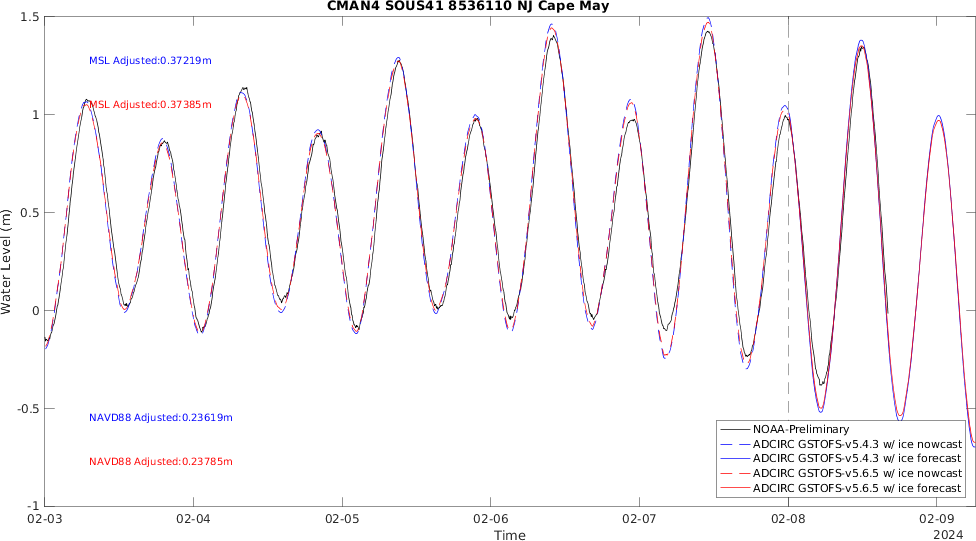 CMAN4 SOUS41 8536110 NJ Cape May
1.5
MSL Adjusted:0.37219m
MSL Adjusted:0.37385m
1
0.5
Water Level (m)
0
-0.5
NAVD88 Adjusted:0.23619m
NAVD88 Adjusted:0.23785m
NOAA-Preliminary
ADCIRC GSTOFS-v5.4.3 w/ ice nowcast
ADCIRC GSTOFS-v5.4.3 w/ ice forecast
ADCIRC GSTOFS-v5.6.5 w/ ice nowcast
ADCIRC GSTOFS-v5.6.5 w/ ice forecast
-1
02-03 02-04 02-05 02-06 02-07 02-08 02-09
Time
2024